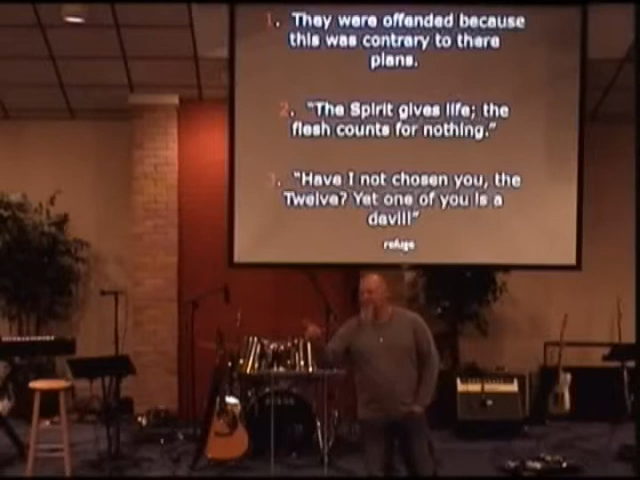 1. They were offended because
this was contrary to there
plans.
2. "The Spirit gives life; the
flesh counts for nothing."
3. "Have I not chosen you, the
Twelve? Yet one of you is a
devil!"
refuge